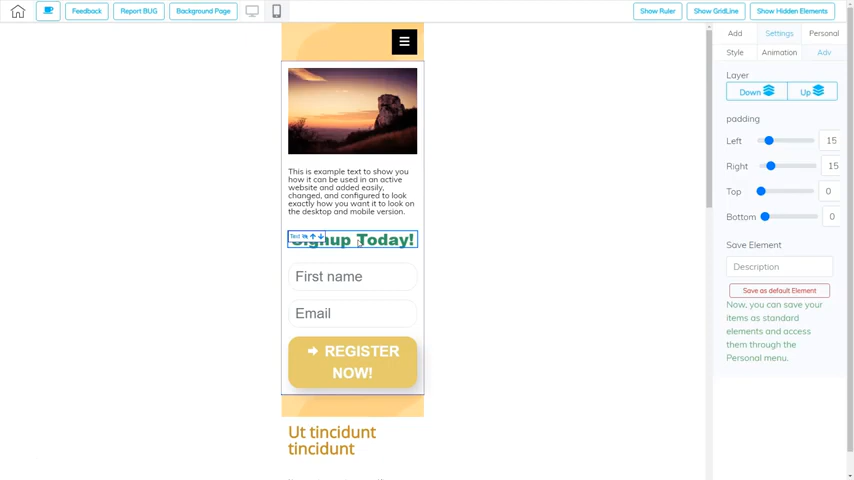 Feedback
Report BUG
Background Page
Show Ruler
Show GridLine
Show Hidden Elements
Add
Settings
Personal
Style
Animation
Adv
Layer
Down
Up
padding
Left
15
Right
15
Top
0
Bottom
0
Save Element
Description
Save as default Element
Now, you can save your
items as standard
elements and access
them through the
Personal menu.
This is example text to show you
how it can be used in an active
website and added easily,
changed, and configured to look
exactly how you want it to look on
the desktop and mobile version.
Text
Signup Today!
First name
Email
REGISTER
NOW!
Ut tincidunt
tincidunt